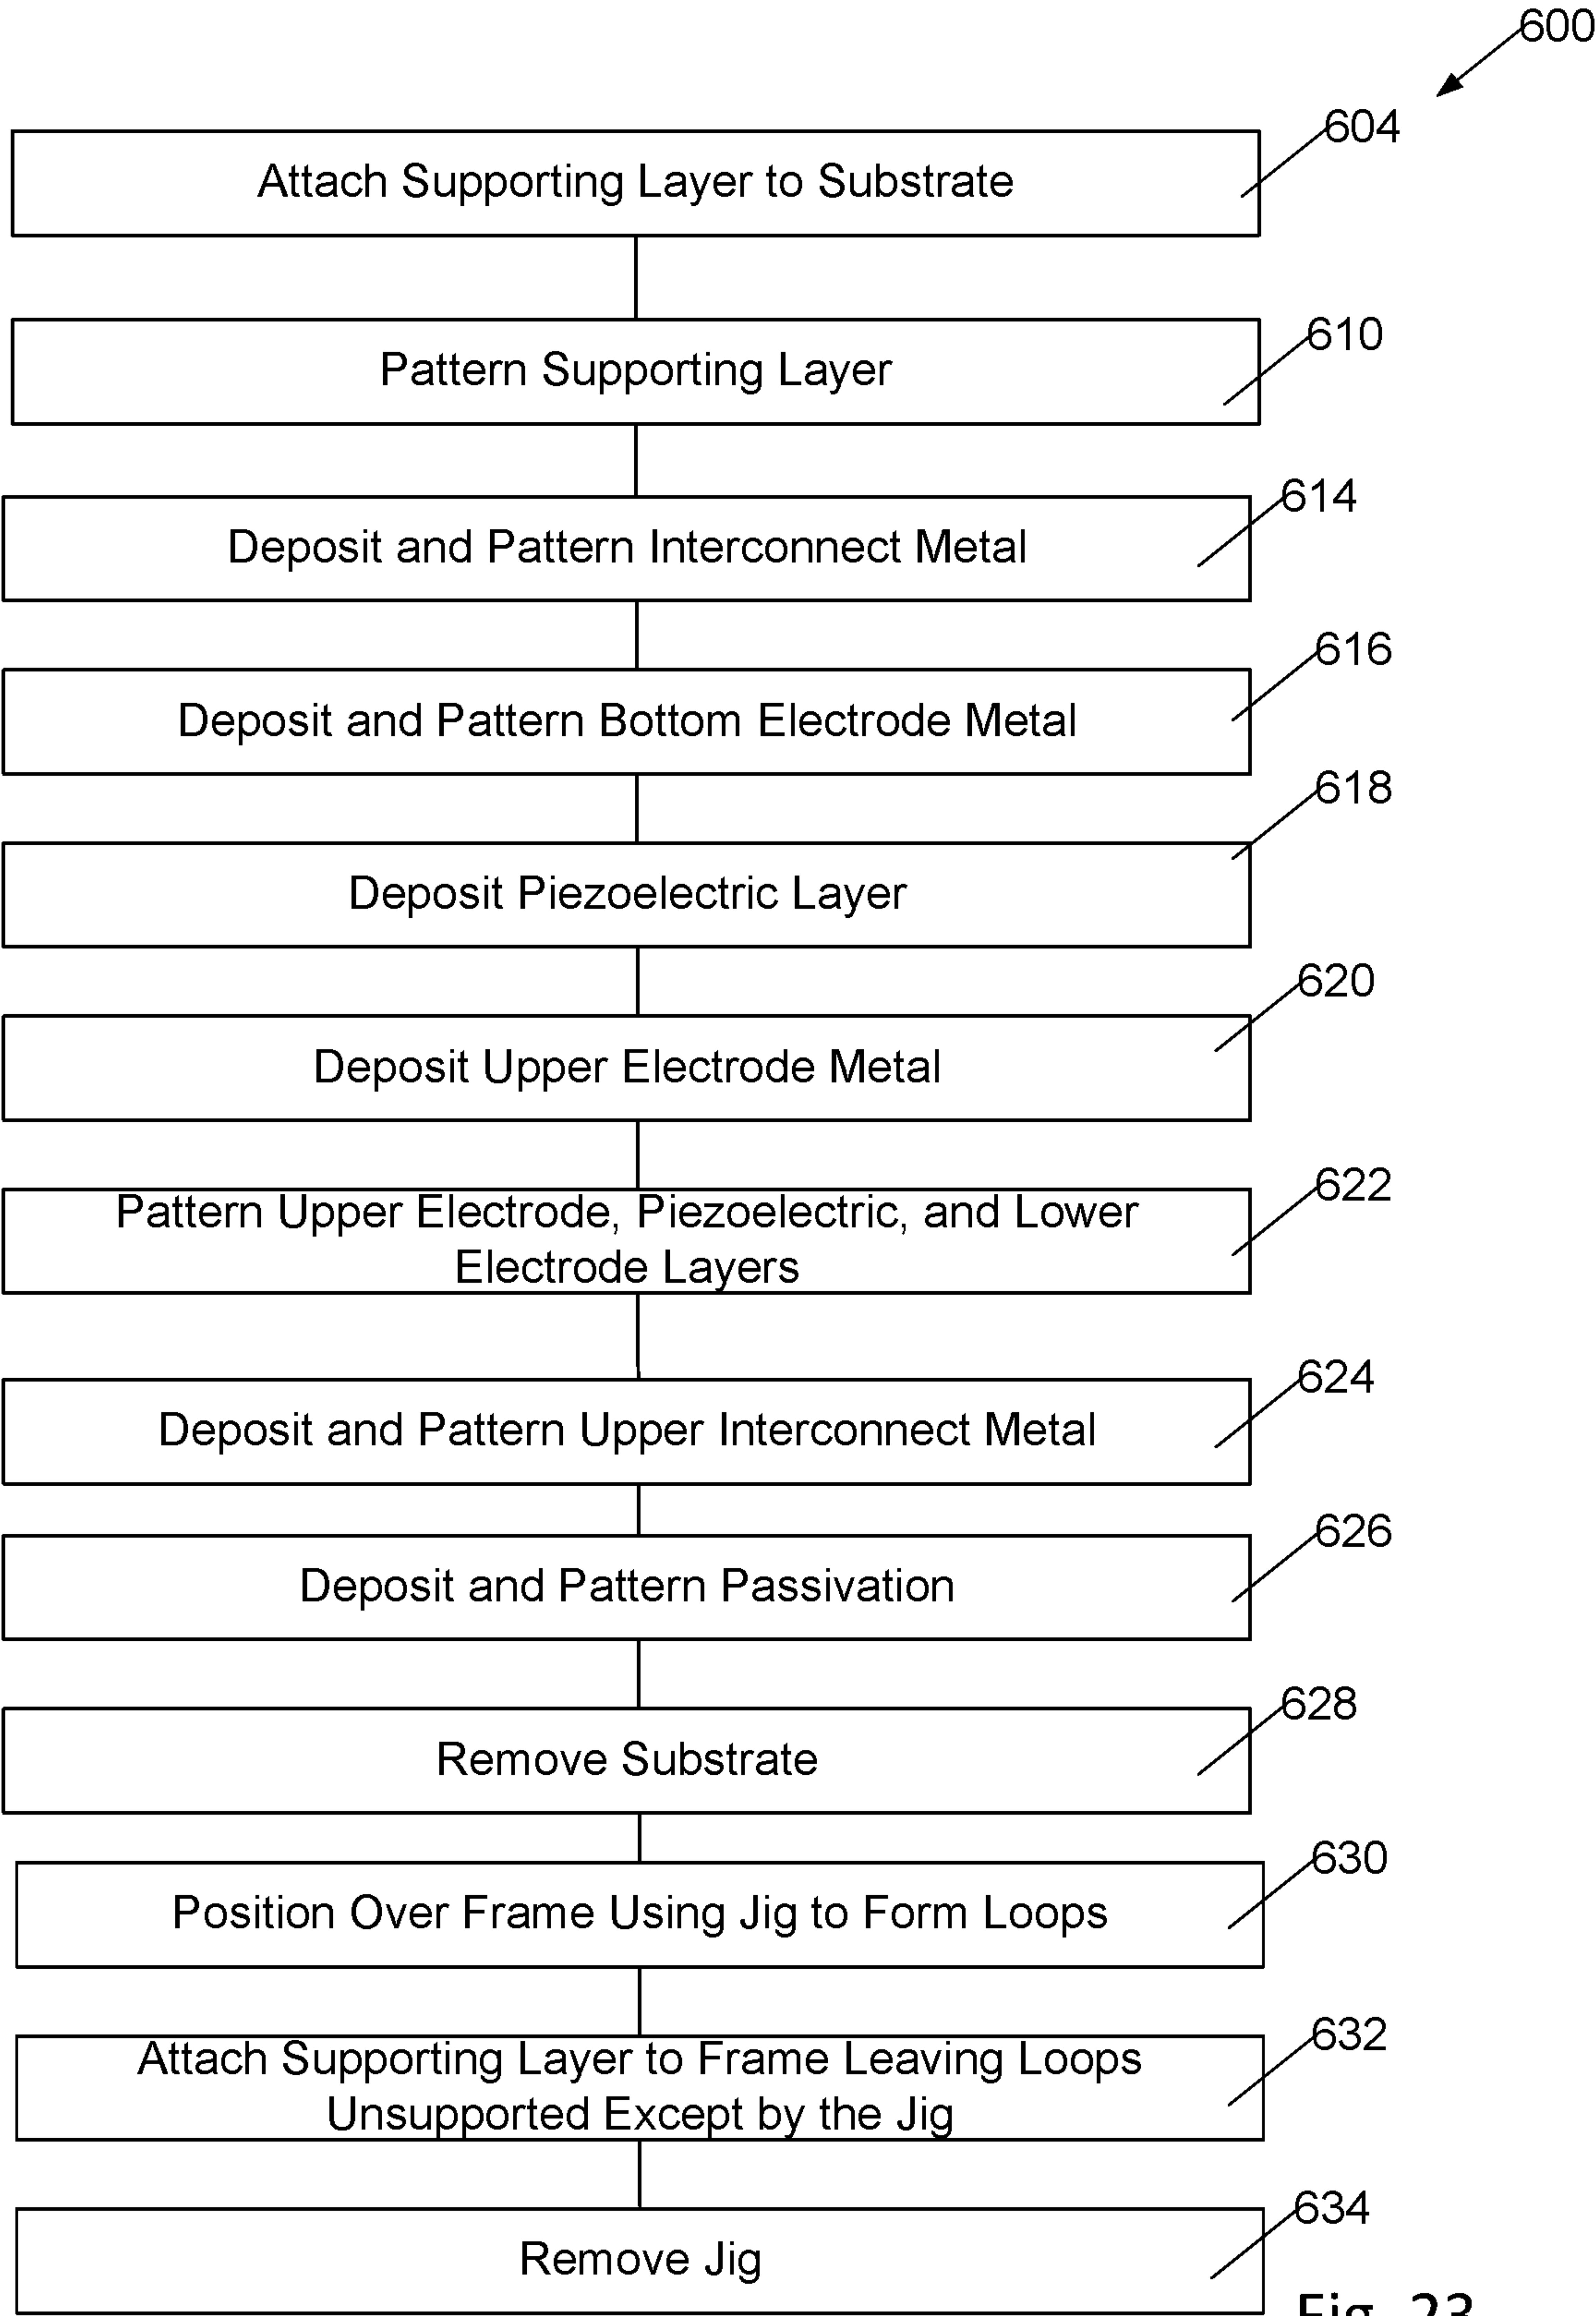 600
604
Attach Supporting Layer to Substrate
610
Pattern Supporting Layer
614
Deposit and Pattern Interconnect Metal
616
Deposit and Pattern Bottom Electrode Metal
618
Deposit Piezoelectric Layer
620
Deposit Upper Electrode Metal
622
Pattern Upper Electrode, Piezoelectric, and Lower
Electrode Layers
624
Deposit and Pattern Upper Interconnect Metal
626
Deposit and Pattern Passivation
628
Remove Substrate
630
Position Over Frame Using Jig to Form Loops
632
Attach Supporting Layer to Frame Leaving Loops
Unsupported Except by the Jig
634
Remove Jig
Fig. 23